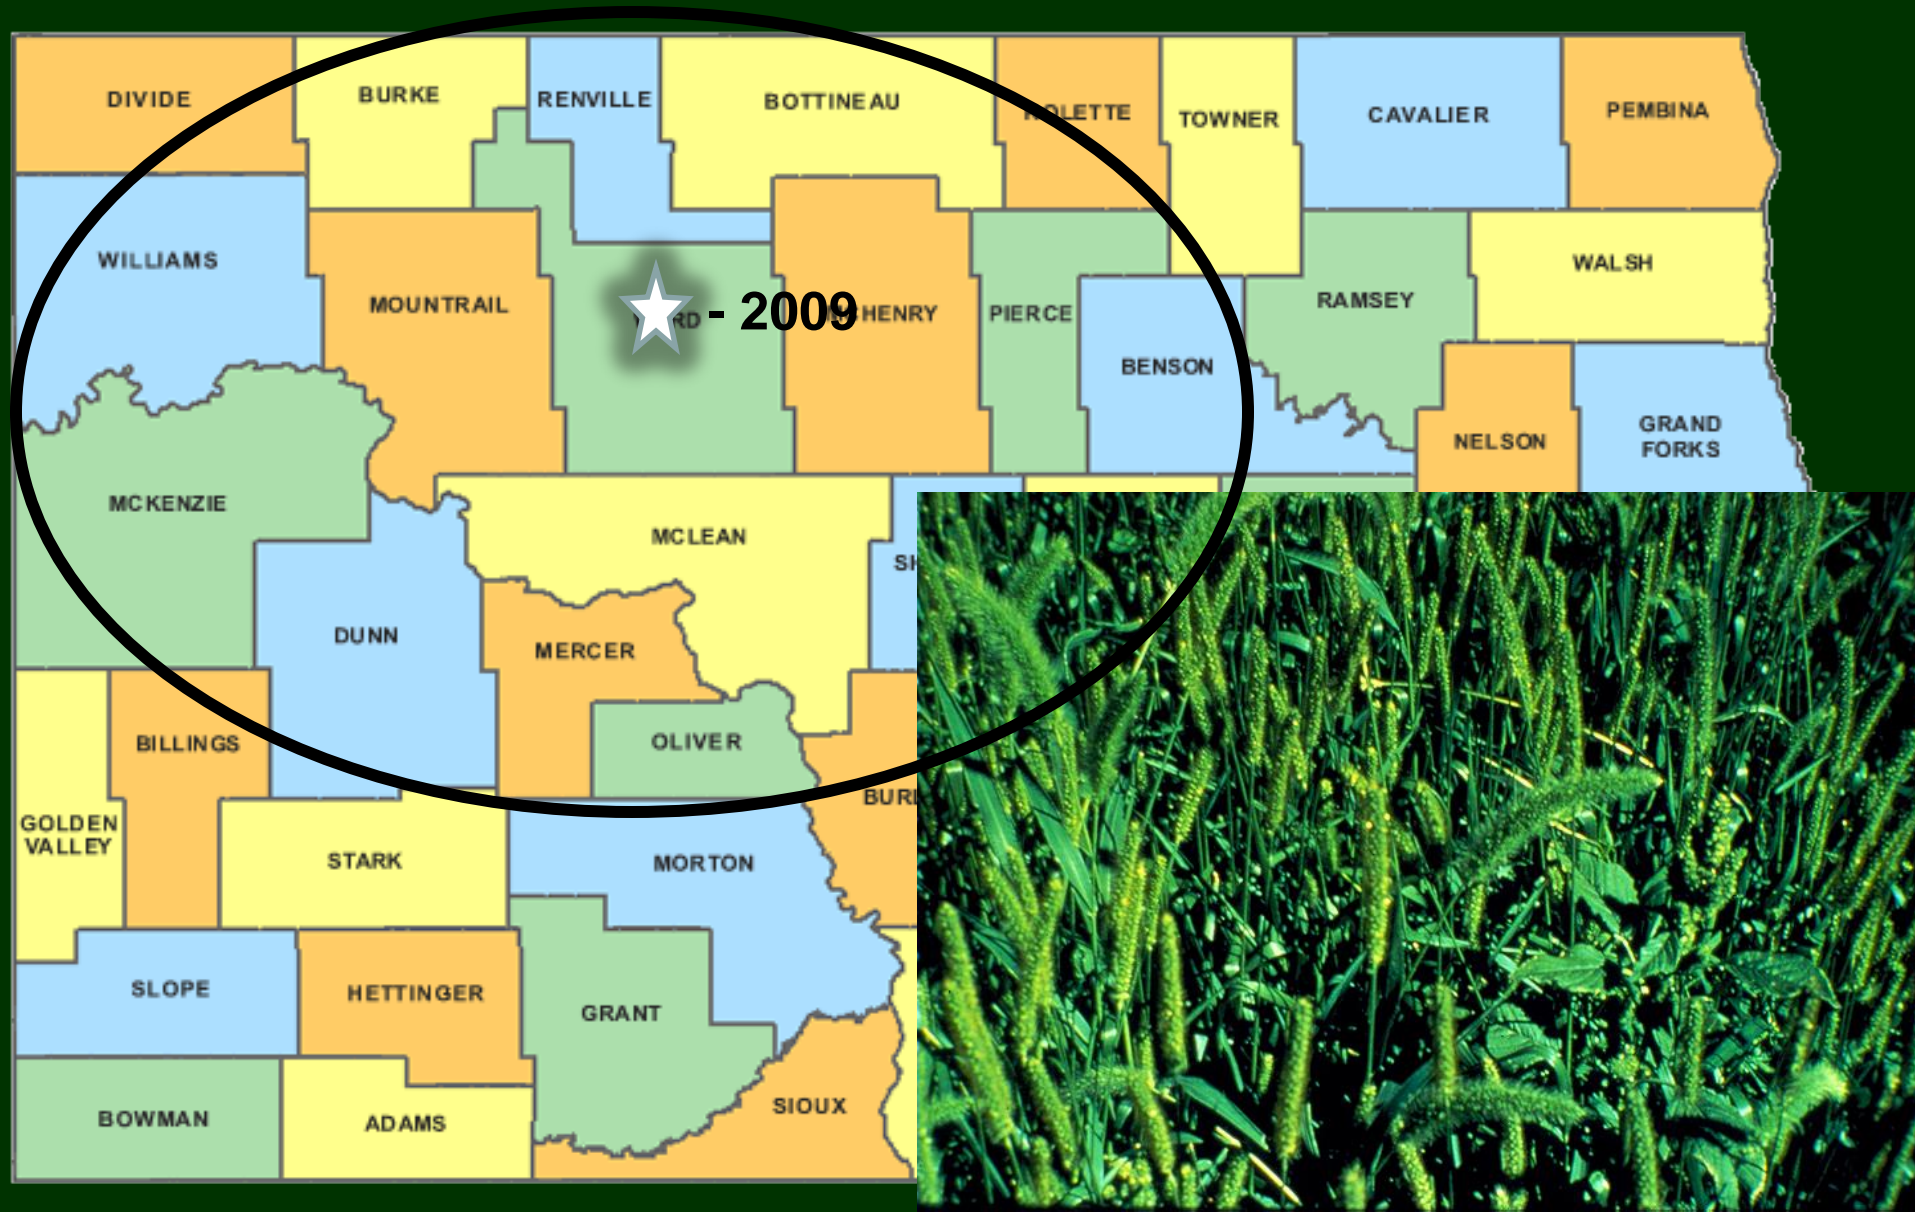 DIVIDE
BURKE
RENVILLE
BOTTINEAU
TOWNER
CAVALIER
PEMBINA
WILLIAMS
MOUNTRAIL
- 2009
PIERCE
BENSON
RAMSEY
WALSH
NELSON
GRAND
FORKS
MCKENZIE
MCLEAN
DUNN
MERCER
OLIVER
BILLINGS
GOLDEN
VALLEY
STARK
MORTON
SLOPE
HETTINGER
GRANT
BOWMAN
ADAMS
SIOUX